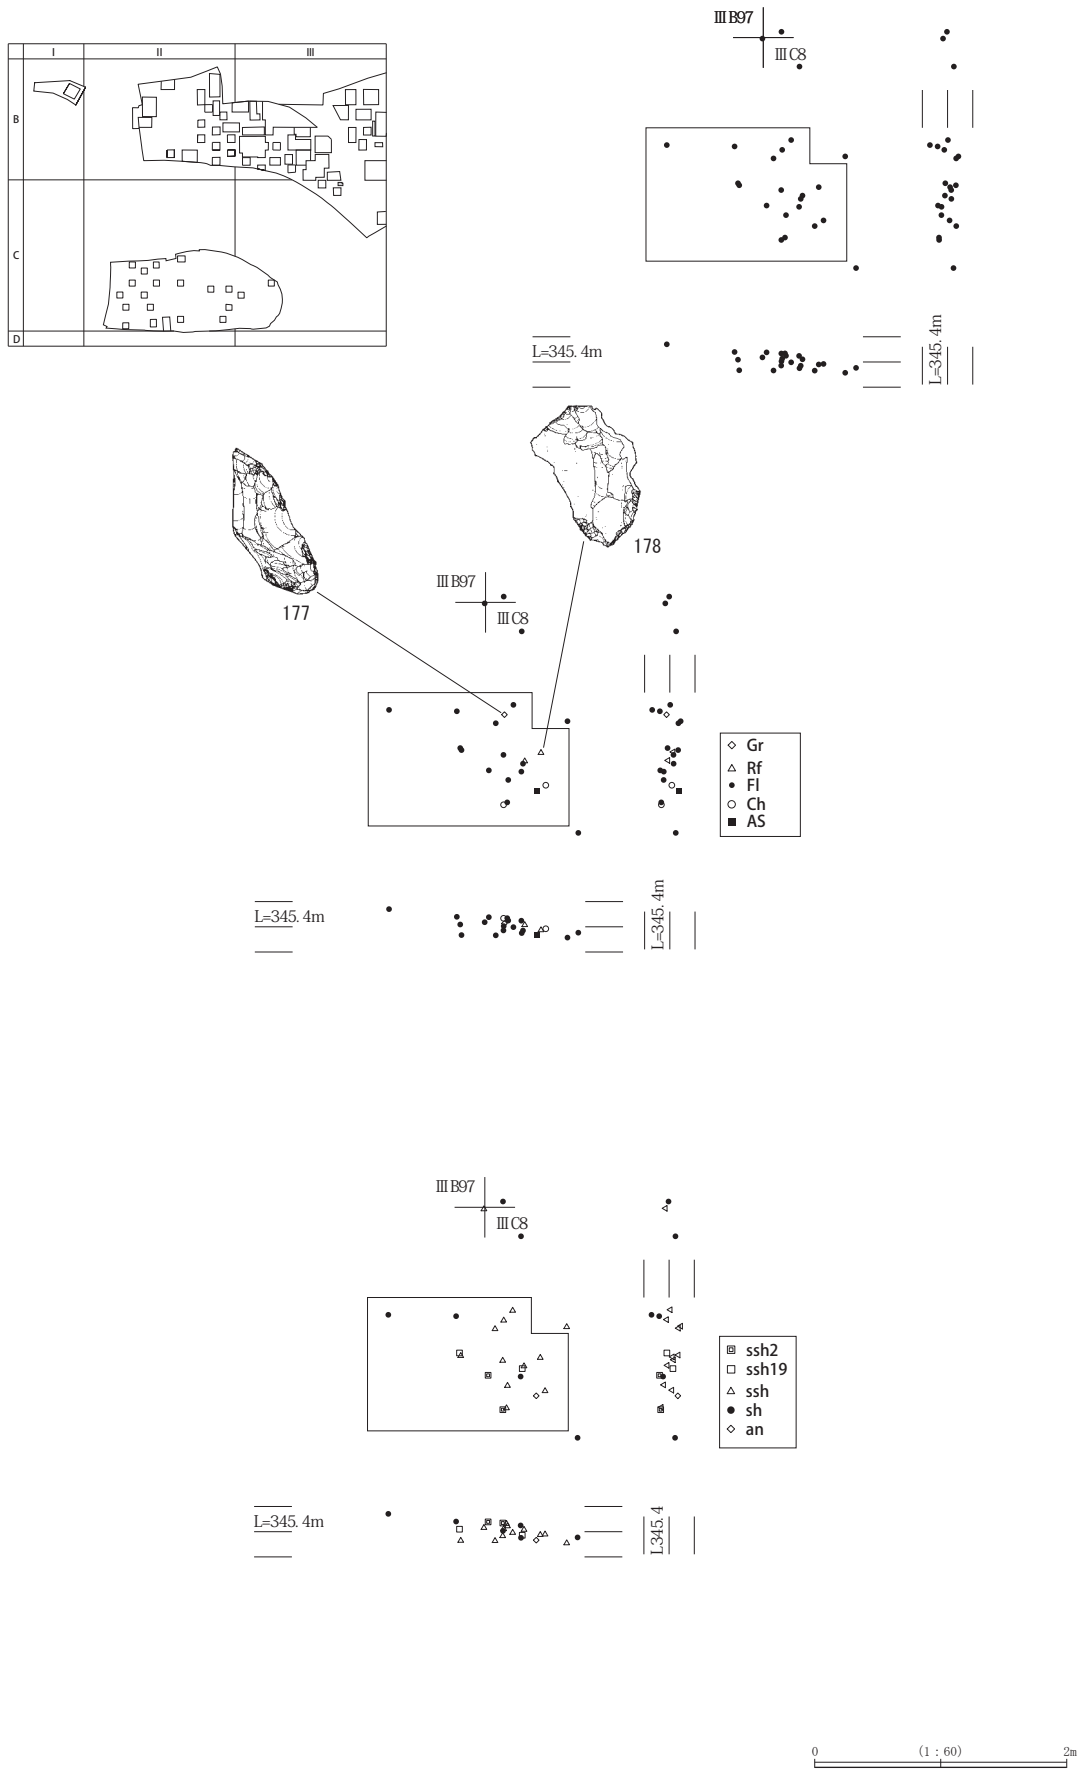 I II III
B
C
D
ⅢB97
ⅢC8
L=345.4m
L=345.4m
177
178
ⅢB97
ⅢC8
Gr
Rf
Fl
Ch
AS
L=345.4m
L=345.4m
ⅢB97
ⅢC8
ssh2
ssh19
ssh
sh
an
L=345.4m
L345.4
0 (1：60) 2m